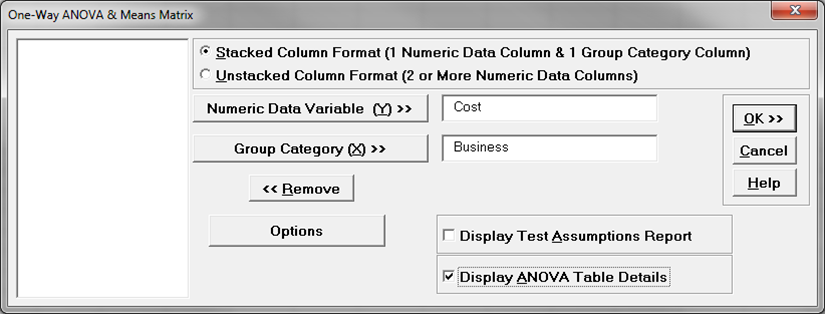 One-Way ANOVA & Means Matrix
Stacked Column Format (1 Numeric Data Column & 1 Group Category Column)
Unstacked Column Format (2 or More Numeric Data Columns)
Numeric Data Variable (Y) >> Cost
Group Category (X) >> Business
<< Remove
Options
Display Test Assumptions Report
Display ANOVA Table Details
OK >>
Cancel
Help